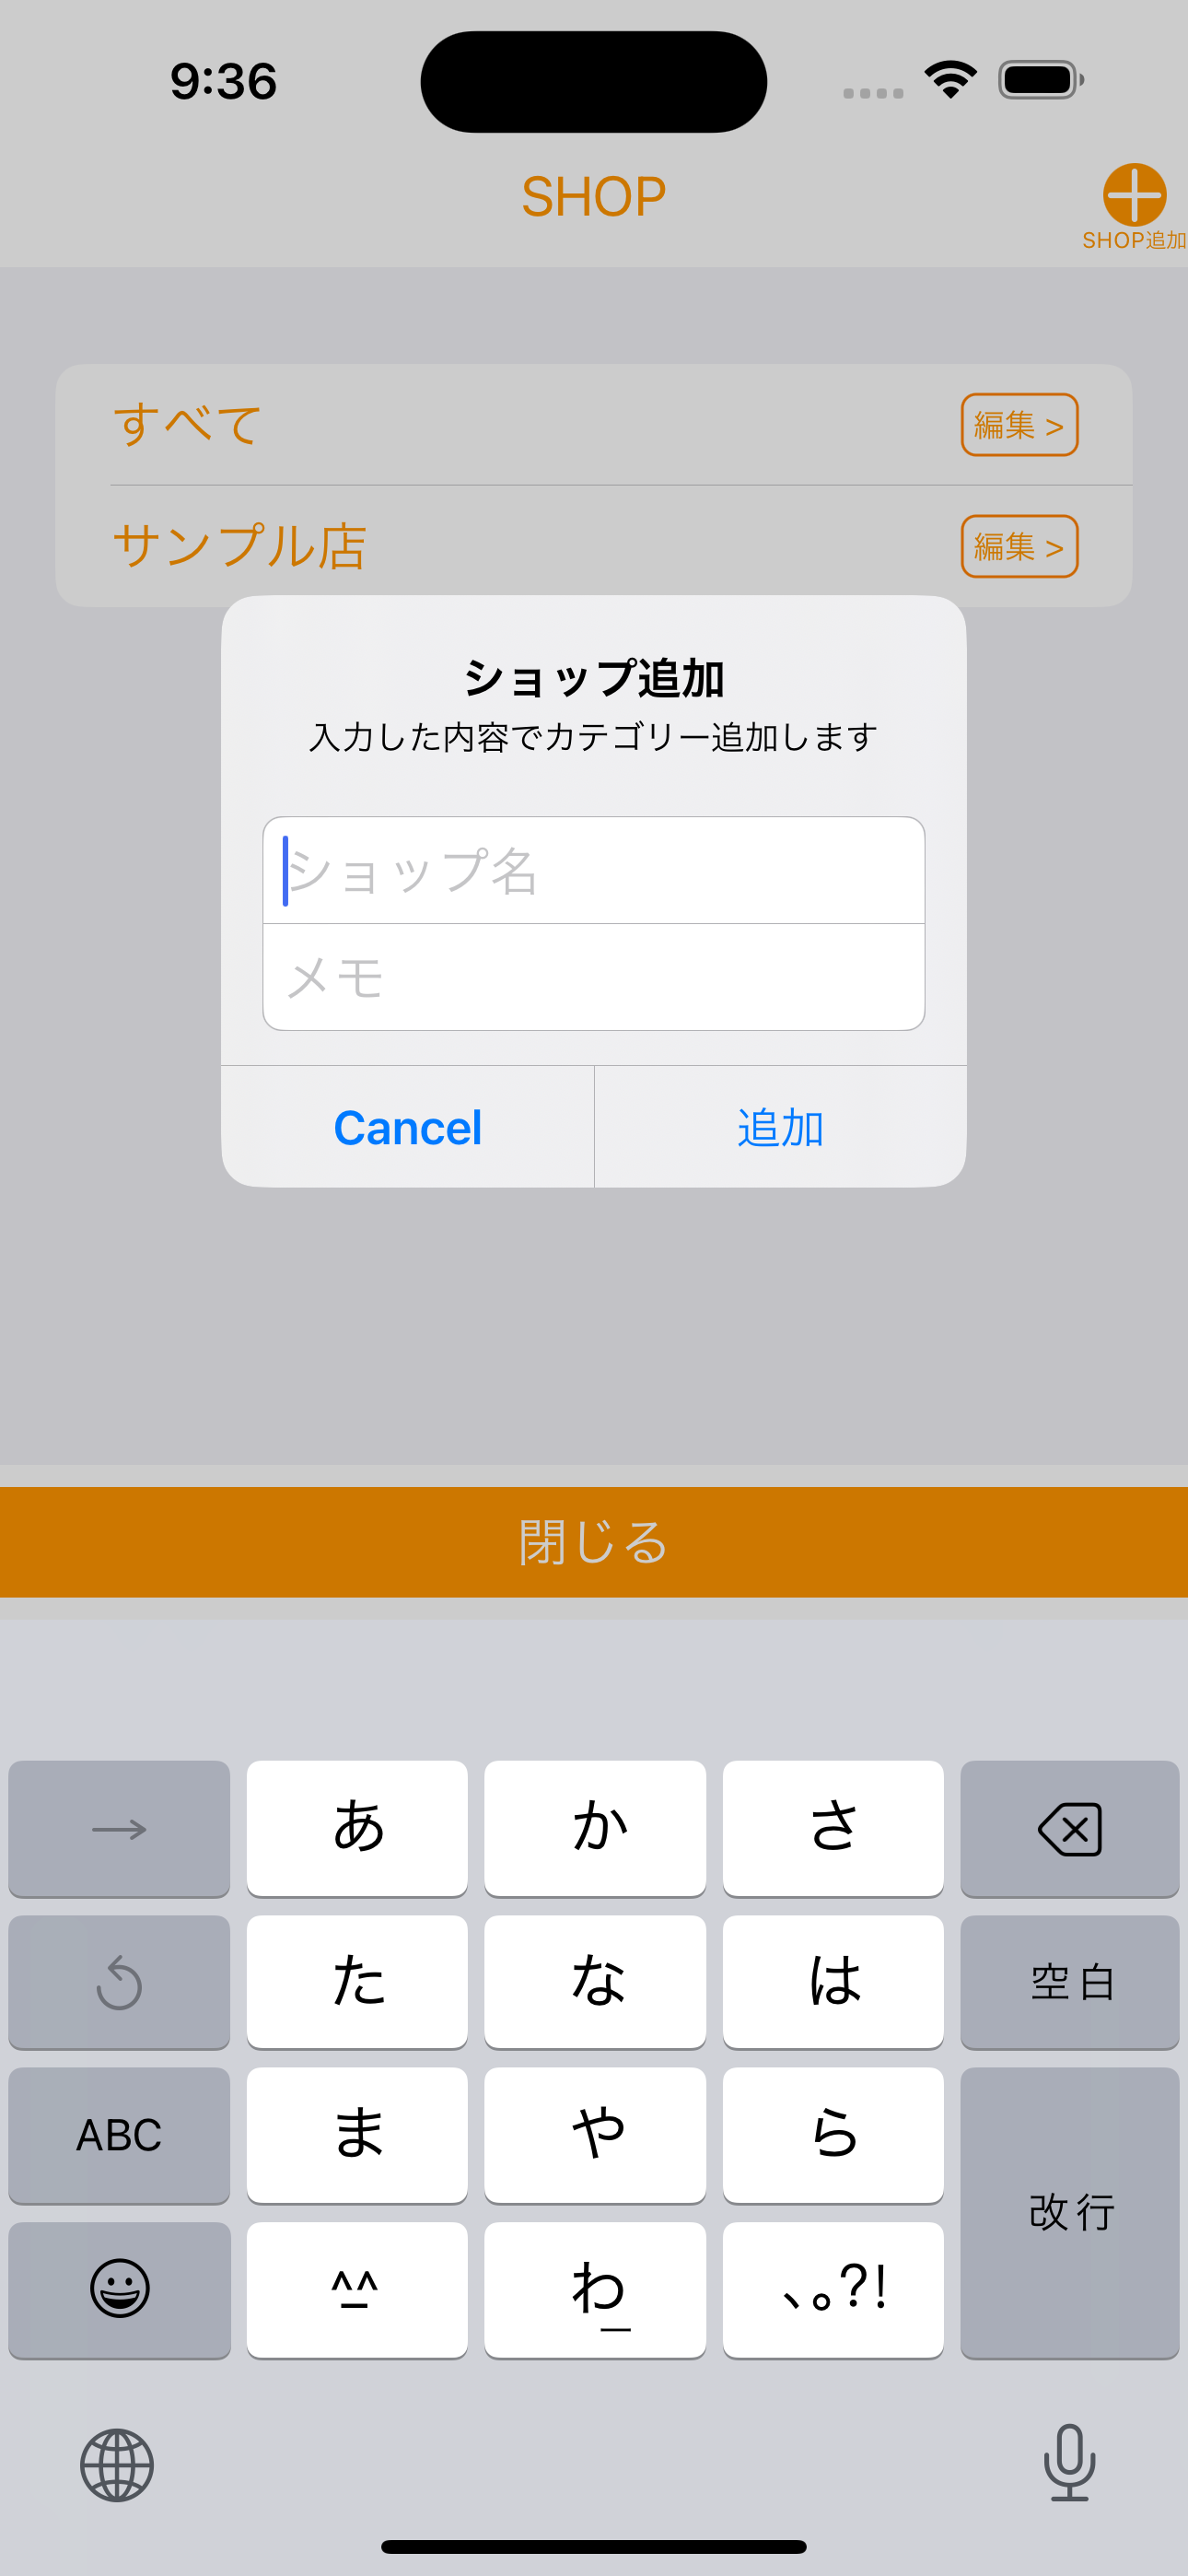 9:36
SHOP
SHOP追加
すべて
編集 >
サンプル店
編集 >
ショップ追加
入力した内容でカテゴリー追加します
ショップ名
メモ
Cancel
追加
閉じる
→ あ か さ
た な は 空白
ABC ま や ら
改行
^_^ わ_ 、。?!